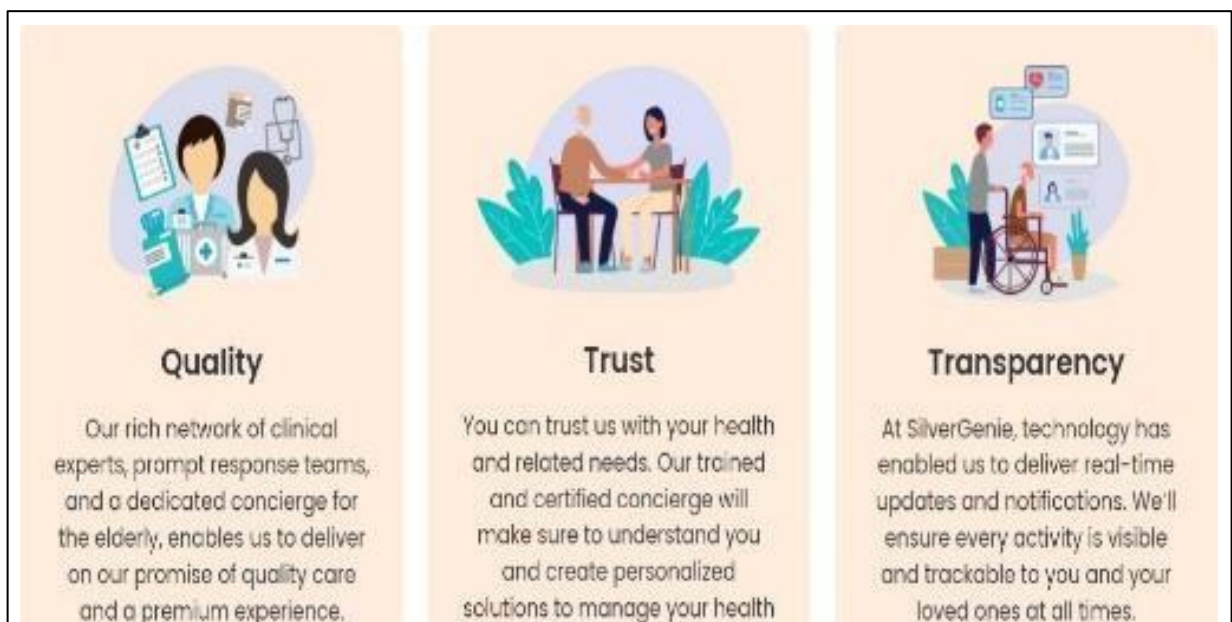 Quality
Our rich network of clinical
experts, prompt response teams,
and a dedicated concierge for
the elderly, enables us to deliver
on our promise of quality care
and a premium experience.
Trust
You can trust us with your health
and related needs. Our trained
and certified concierge will
make sure to understand you
and create personalized
solutions to manage your health
Transparency
At SilverGenie, technology has
enabled us to deliver real-time
updates and notifications. We'll
ensure every activity is visible
and trackable to you and your
loved ones at all times.